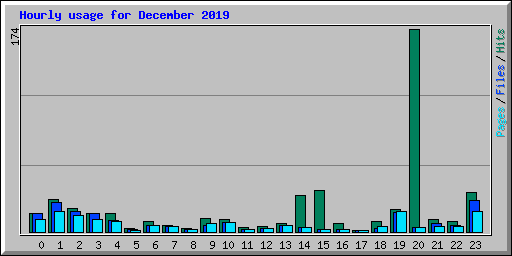 Hourly usage for December 2019
174
Pages/Files/Hits
0 1 2 3 4 5 6 7 8 9 10 11 12 13 14 15 16 17 18 19 20 21 22 23